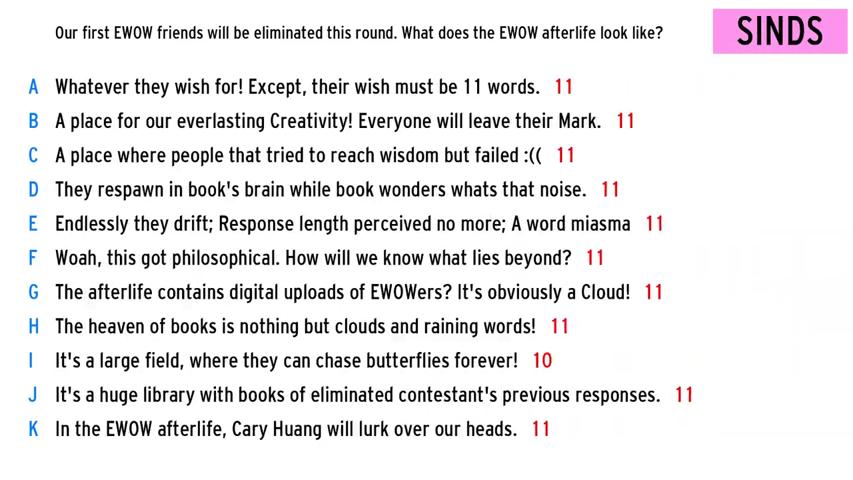 Our first EWOW friends will be eliminated this round. What does the EWOW afterlife look like?
SINDS
A Whatever they wish for! Except, their wish must be 11 words. 11
B A place for our everlasting Creativity! Everyone will leave their Mark. 11
C A place where people that tried to reach wisdom but failed :(( 11
D They respawn in book's brain while book wonders whats that noise. 11
E Endlessly they drift; Response length perceived no more; A word miasma 11
F Woah, this got philosophical. How will we know what lies beyond? 11
G The afterlife contains digital uploads of EWOWers? It's obviously a Cloud! 11
H The heaven of books is nothing but clouds and raining words! 11
I It's a large field, where they can chase butterflies forever! 10
J It's a huge library with books of eliminated contestant's previous responses. 11
K In the EWOW afterlife, Cary Huang will lurk over our heads. 11